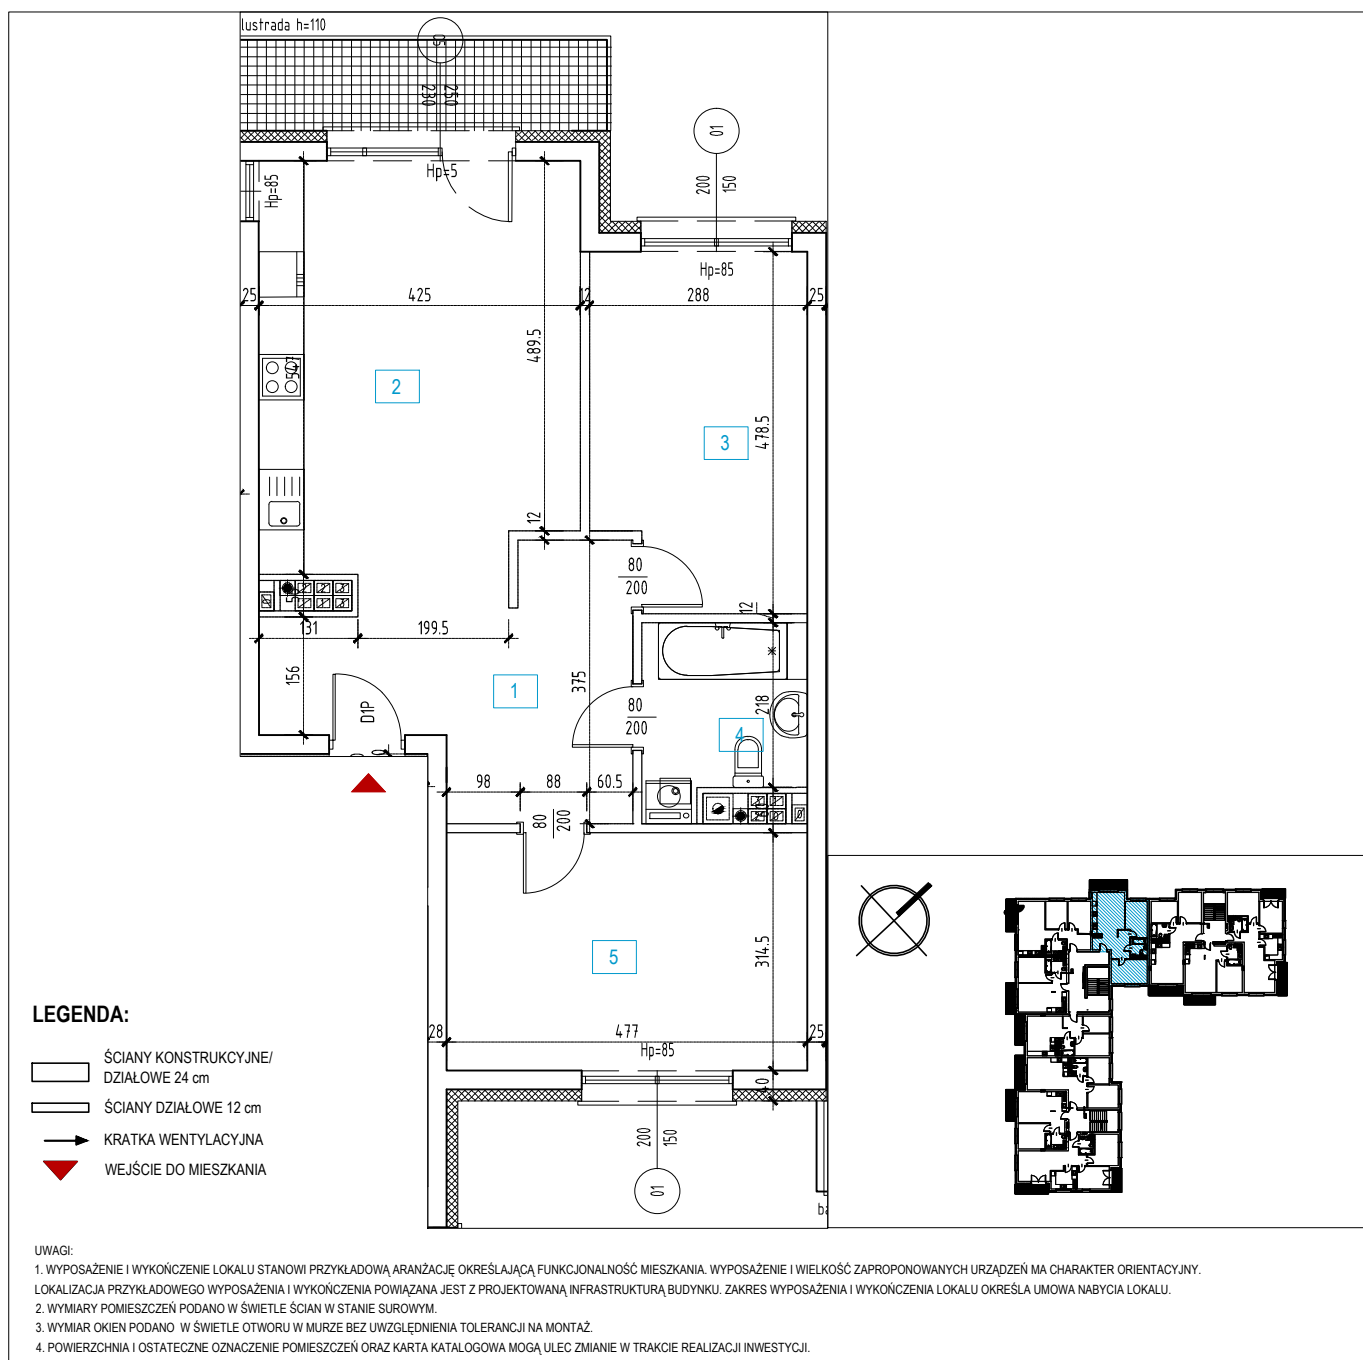 lustrada h=110
05
230
250
01
200
150
Hp=5
Hp=85
Hp=85
25
425
12
288
25
547
489.5
2
3
478.5
12
80
200
12
131
199.5
156
375
1
D1P
80
200
218
4
98
88
60.5
80
200
5
314.5
28
477
25
Hp=85
40
200
150
01
ba
LEGENDA:
ŚCIANY KONSTRUKCYJNE/
DZIAŁOWE 24 cm
ŚCIANY DZIAŁOWE 12 cm
KRATKA WENTYLACYJNA
WEJŚCIE DO MIESZKANIA
UWAGI:
1. WYPOSAŻENIE I WYKOŃCZENIE LOKALU STANOWI PRZYKŁADOWĄ ARANŻACJĘ OKREŚLAJĄCĄ FUNKCJONALNOŚĆ MIESZKANIA. WYPOSAŻENIE I WIELKOŚĆ ZAPROPONOWANYCH URZĄDZEŃ MA CHARAKTER ORIENTACYJNY.
LOKALIZACJA PRZYKŁADOWEGO WYPOSAŻENIA I WYKOŃCZENIA POWIĄZANA JEST Z PROJEKTOWANĄ INFRASTRUKTURĄ BUDYNKU. ZAKRES WYPOSAŻENIA I WYKOŃCZENIA LOKALU OKREŚLA UMOWA NABYCIA LOKALU.
2. WYMIARY POMIESZCZEŃ PODANO W ŚWIETLE ŚCIAN W STANIE SUROWYM.
3. WYMIAR OKIEN PODANO W ŚWIETLE OTWORU W MURZE BEZ UWZGLĘDNIENIA TOLERANCJI NA MONTAŻ.
4. POWIERZCHNIA I OSTATECZNE OZNACZENIE POMIESZCZEŃ ORAZ KARTA KATALOGOWA MOGĄ ULEC ZMIANIE W TRAKCIE REALIZACJI INWESTYCJI.